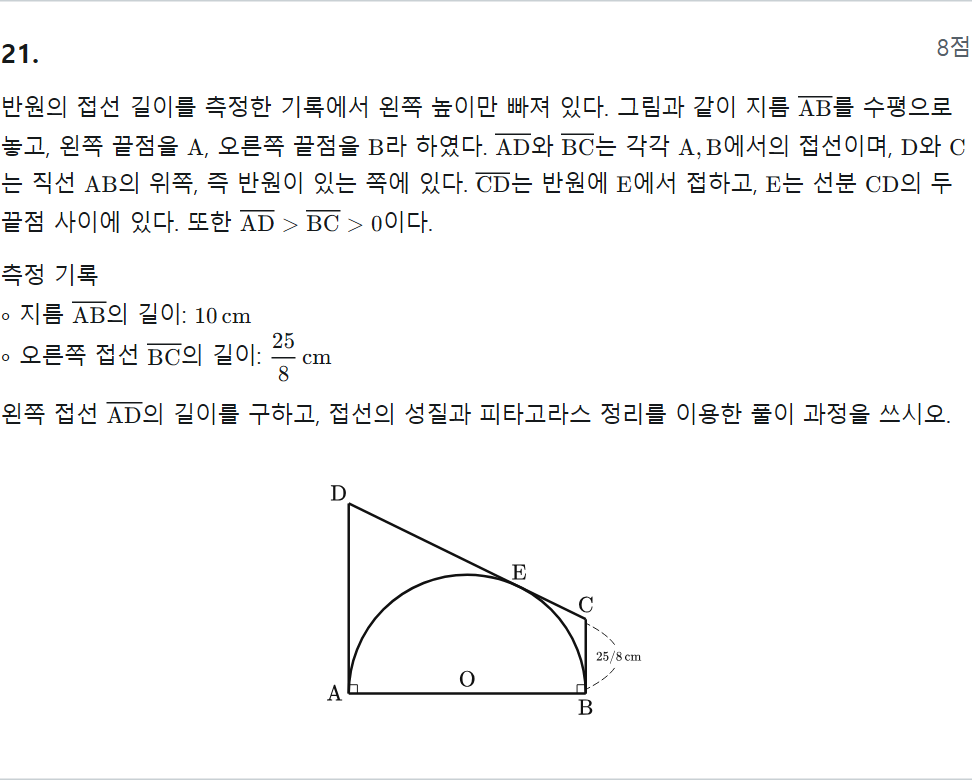 21.
8점
반원의 접선 길이를 측정한 기록에서 왼쪽 높이만 빠져 있다. 그림과 같이 지름 AB를 수평으로
놓고, 왼쪽 끝점을 A, 오른쪽 끝점을 B라 하였다. AD와 BC는 각각 A, B에서의 접선이며, D와 C
는 직선 AB의 위쪽, 즉 반원이 있는 쪽에 있다. CD는 반원에 E에서 접하고, E는 선분 CD의 두
끝점 사이에 있다. 또한 AD > BC > 0이다.
측정 기록
∘ 지름 AB의 길이: 10 cm
∘ 오른쪽 접선 BC의 길이: 25/8 cm
왼쪽 접선 AD의 길이를 구하고, 접선의 성질과 피타고라스 정리를 이용한 풀이 과정을 쓰시오.
D
E
C
25/8 cm
O
A
B